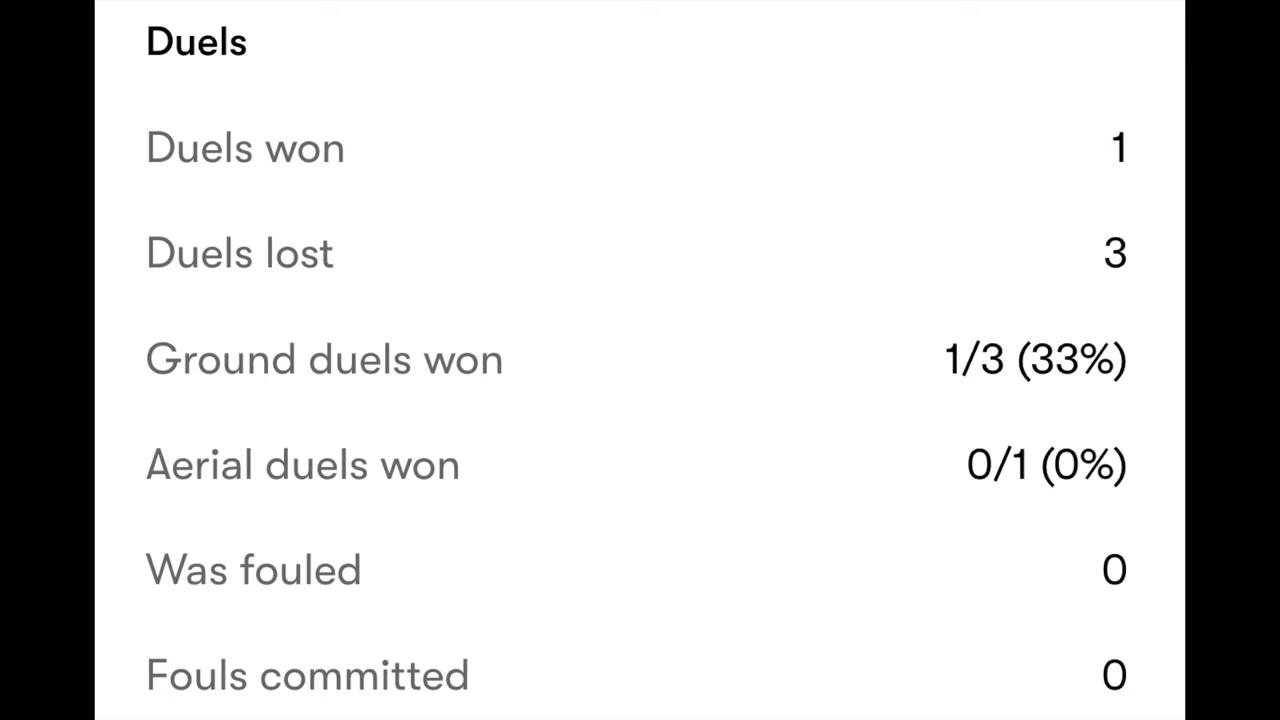 Duels
Duels won 1
Duels lost 3
Ground duels won 1/3 (33%)
Aerial duels won 0/1 (0%)
Was fouled 0
Fouls committed 0